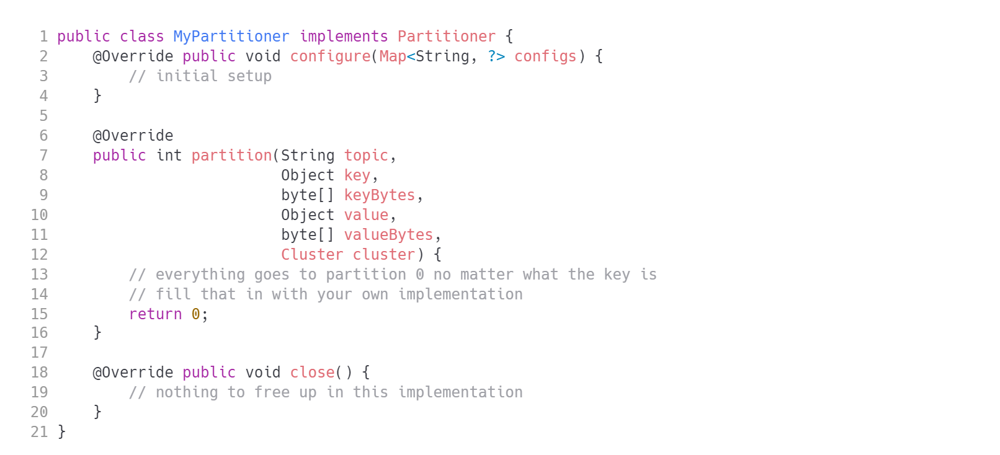 1 public class MyPartitioner implements Partitioner {
2     @Override public void configure(Map<String, ?> configs) {
3         // initial setup
4     }
5
6     @Override
7     public int partition(String topic,
8                          Object key,
9                          byte[] keyBytes,
10                          Object value,
11                          byte[] valueBytes,
12                          Cluster cluster) {
13         // everything goes to partition 0 no matter what the key is
14         // fill that in with your own implementation
15         return 0;
16     }
17
18     @Override public void close() {
19         // nothing to free up in this implementation
20     }
21 }